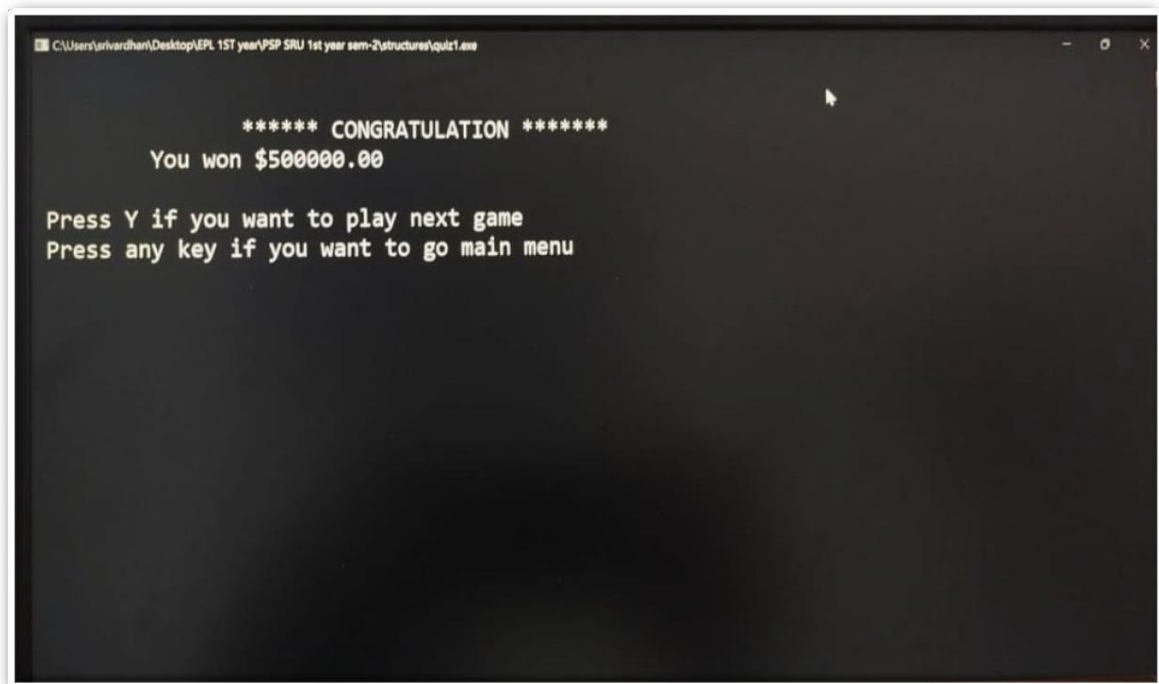 C:\Users\srivardhan\Desktop\EPL 1ST year\PSP SRU 1st year sem-2\structures\quiz1.exe
****** CONGRATULATION *******
You won $500000.00
Press Y if you want to play next game
Press any key if you want to go main menu